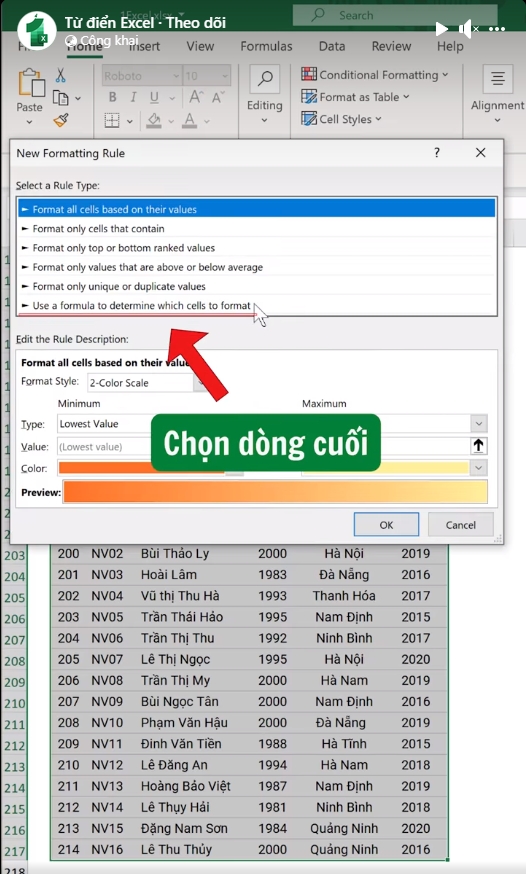 1Excel.xlsx
Search
Từ điển Excel · Theo dõi
Công khai
Home Insert Formulas Data Review Help
Paste
Roboto 10
B I U A A
A
Editing
Conditional Formatting
Format as Table
Cell Styles
Alignment
New Formatting Rule ? X
Select a Rule Type:
► Format all cells based on their values
► Format only cells that contain
► Format only top or bottom ranked values
► Format only values that are above or below average
► Format only unique or duplicate values
► Use a formula to determine which cells to format
Edit the Rule Description:
Format all cells based on their value
Format Style: 2-Color Scale
Minimum Maximum
Type: Lowest Value
Value: (Lowest value)
Color:
Chọn dòng cuối
Preview:
OK Cancel
203 200 NV02 Bùi Thảo Ly 2000 Hà Nội 2019
204 201 NV03 Hoài Lâm 1983 Đà Nẵng 2016
205 202 NV04 Vũ thị Thu Hà 1993 Thanh Hóa 2017
206 203 NV05 Trần Thái Hảo 1995 Nam Định 2015
207 204 NV06 Trần Thị Thu 1992 Ninh Bình 2017
208 205 NV07 Lê Thị Ngọc 1995 Hà Nội 2020
209 206 NV08 Trần Thị My 2000 Hà Nam 2019
210 207 NV09 Bùi Ngọc Tân 2000 Nam Định 2016
211 208 NV10 Phạm Văn Hậu 2000 Đà Nẵng 2019
212 209 NV11 Đinh Văn Tiền 1988 Hà Tĩnh 2015
213 210 NV12 Lê Đăng An 1994 Hà Nam 2018
214 211 NV13 Hoàng Bảo Việt 1987 Nam Định 2019
215 212 NV14 Lê Thụy Hải 1981 Ninh Bình 2018
216 213 NV15 Đặng Nam Sơn 1984 Quảng Ninh 2020
217 214 NV16 Lê Thu Thủy 2000 Quảng Ninh 2016
218